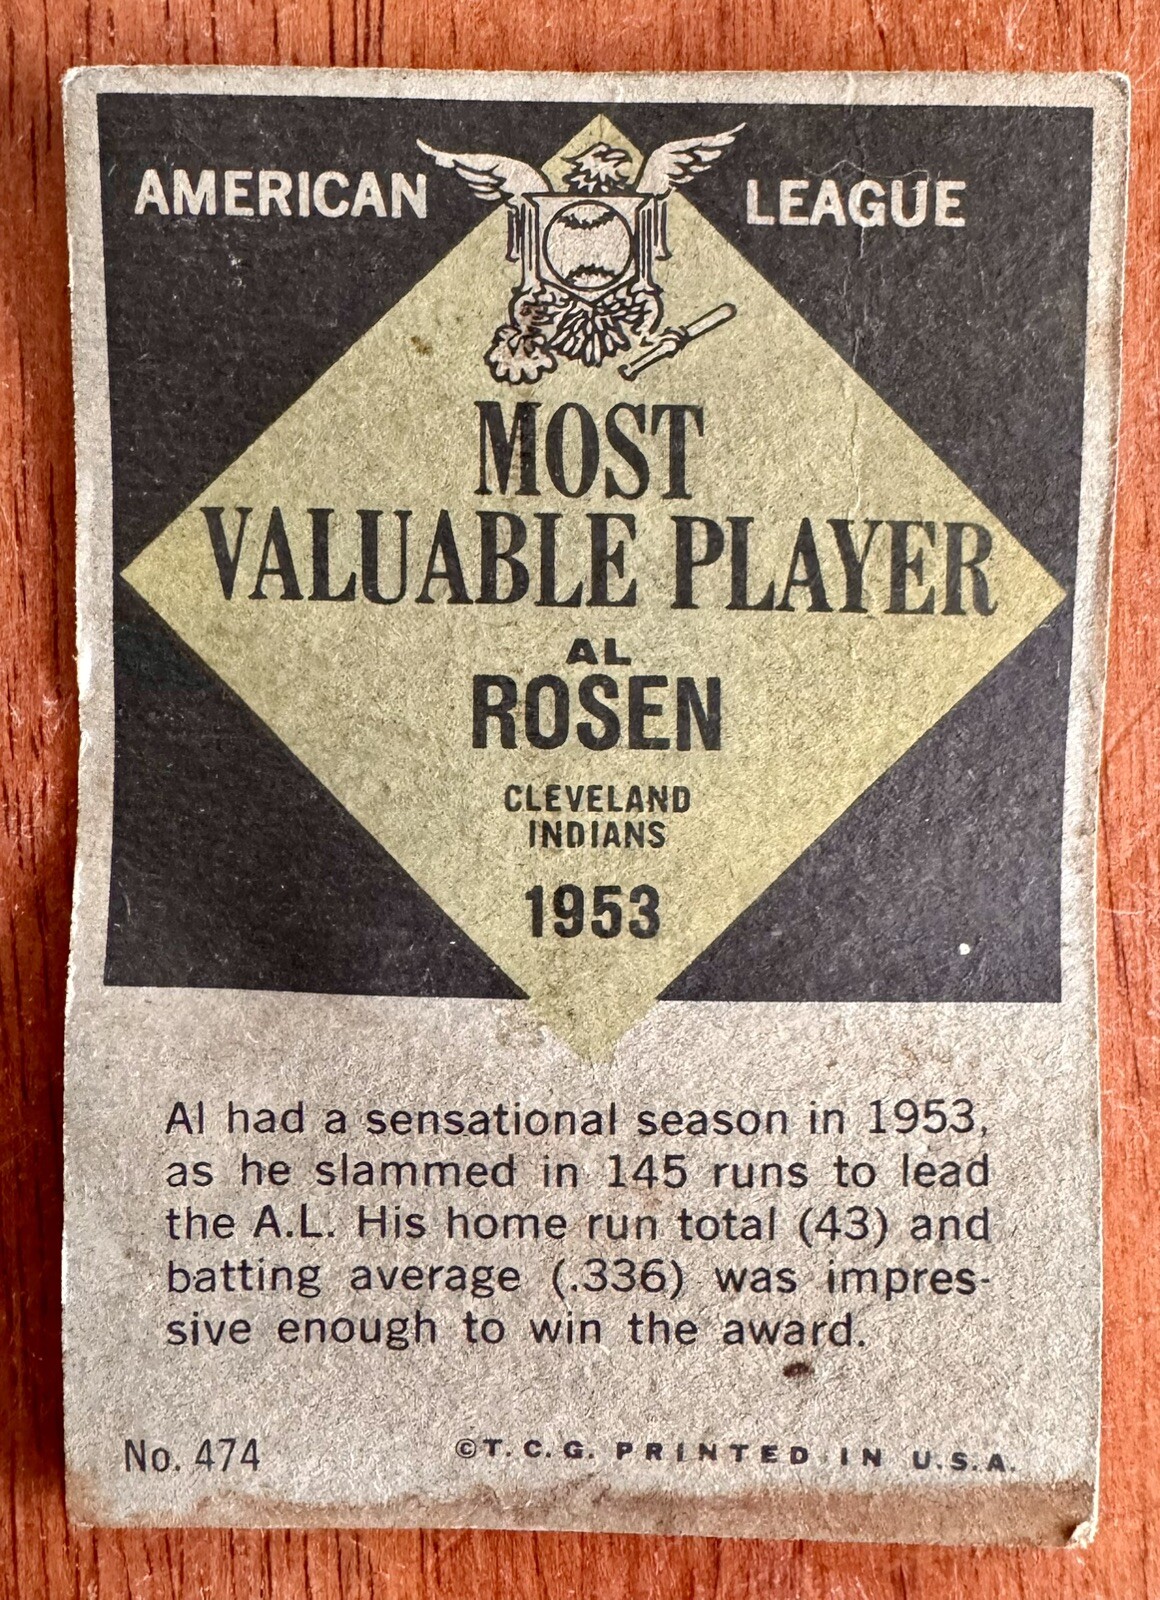 AMERICAN LEAGUE
MOST
VALUABLE PLAYER
AL
ROSEN
CLEVELAND
INDIANS
1953
Al had a sensational season in 1953,
as he slammed in 145 runs to lead
the A.L. His home run total (43) and
batting average (.336) was impres-
sive enough to win the award.
No. 474 ©T.C.G. PRINTED IN U.S.A.